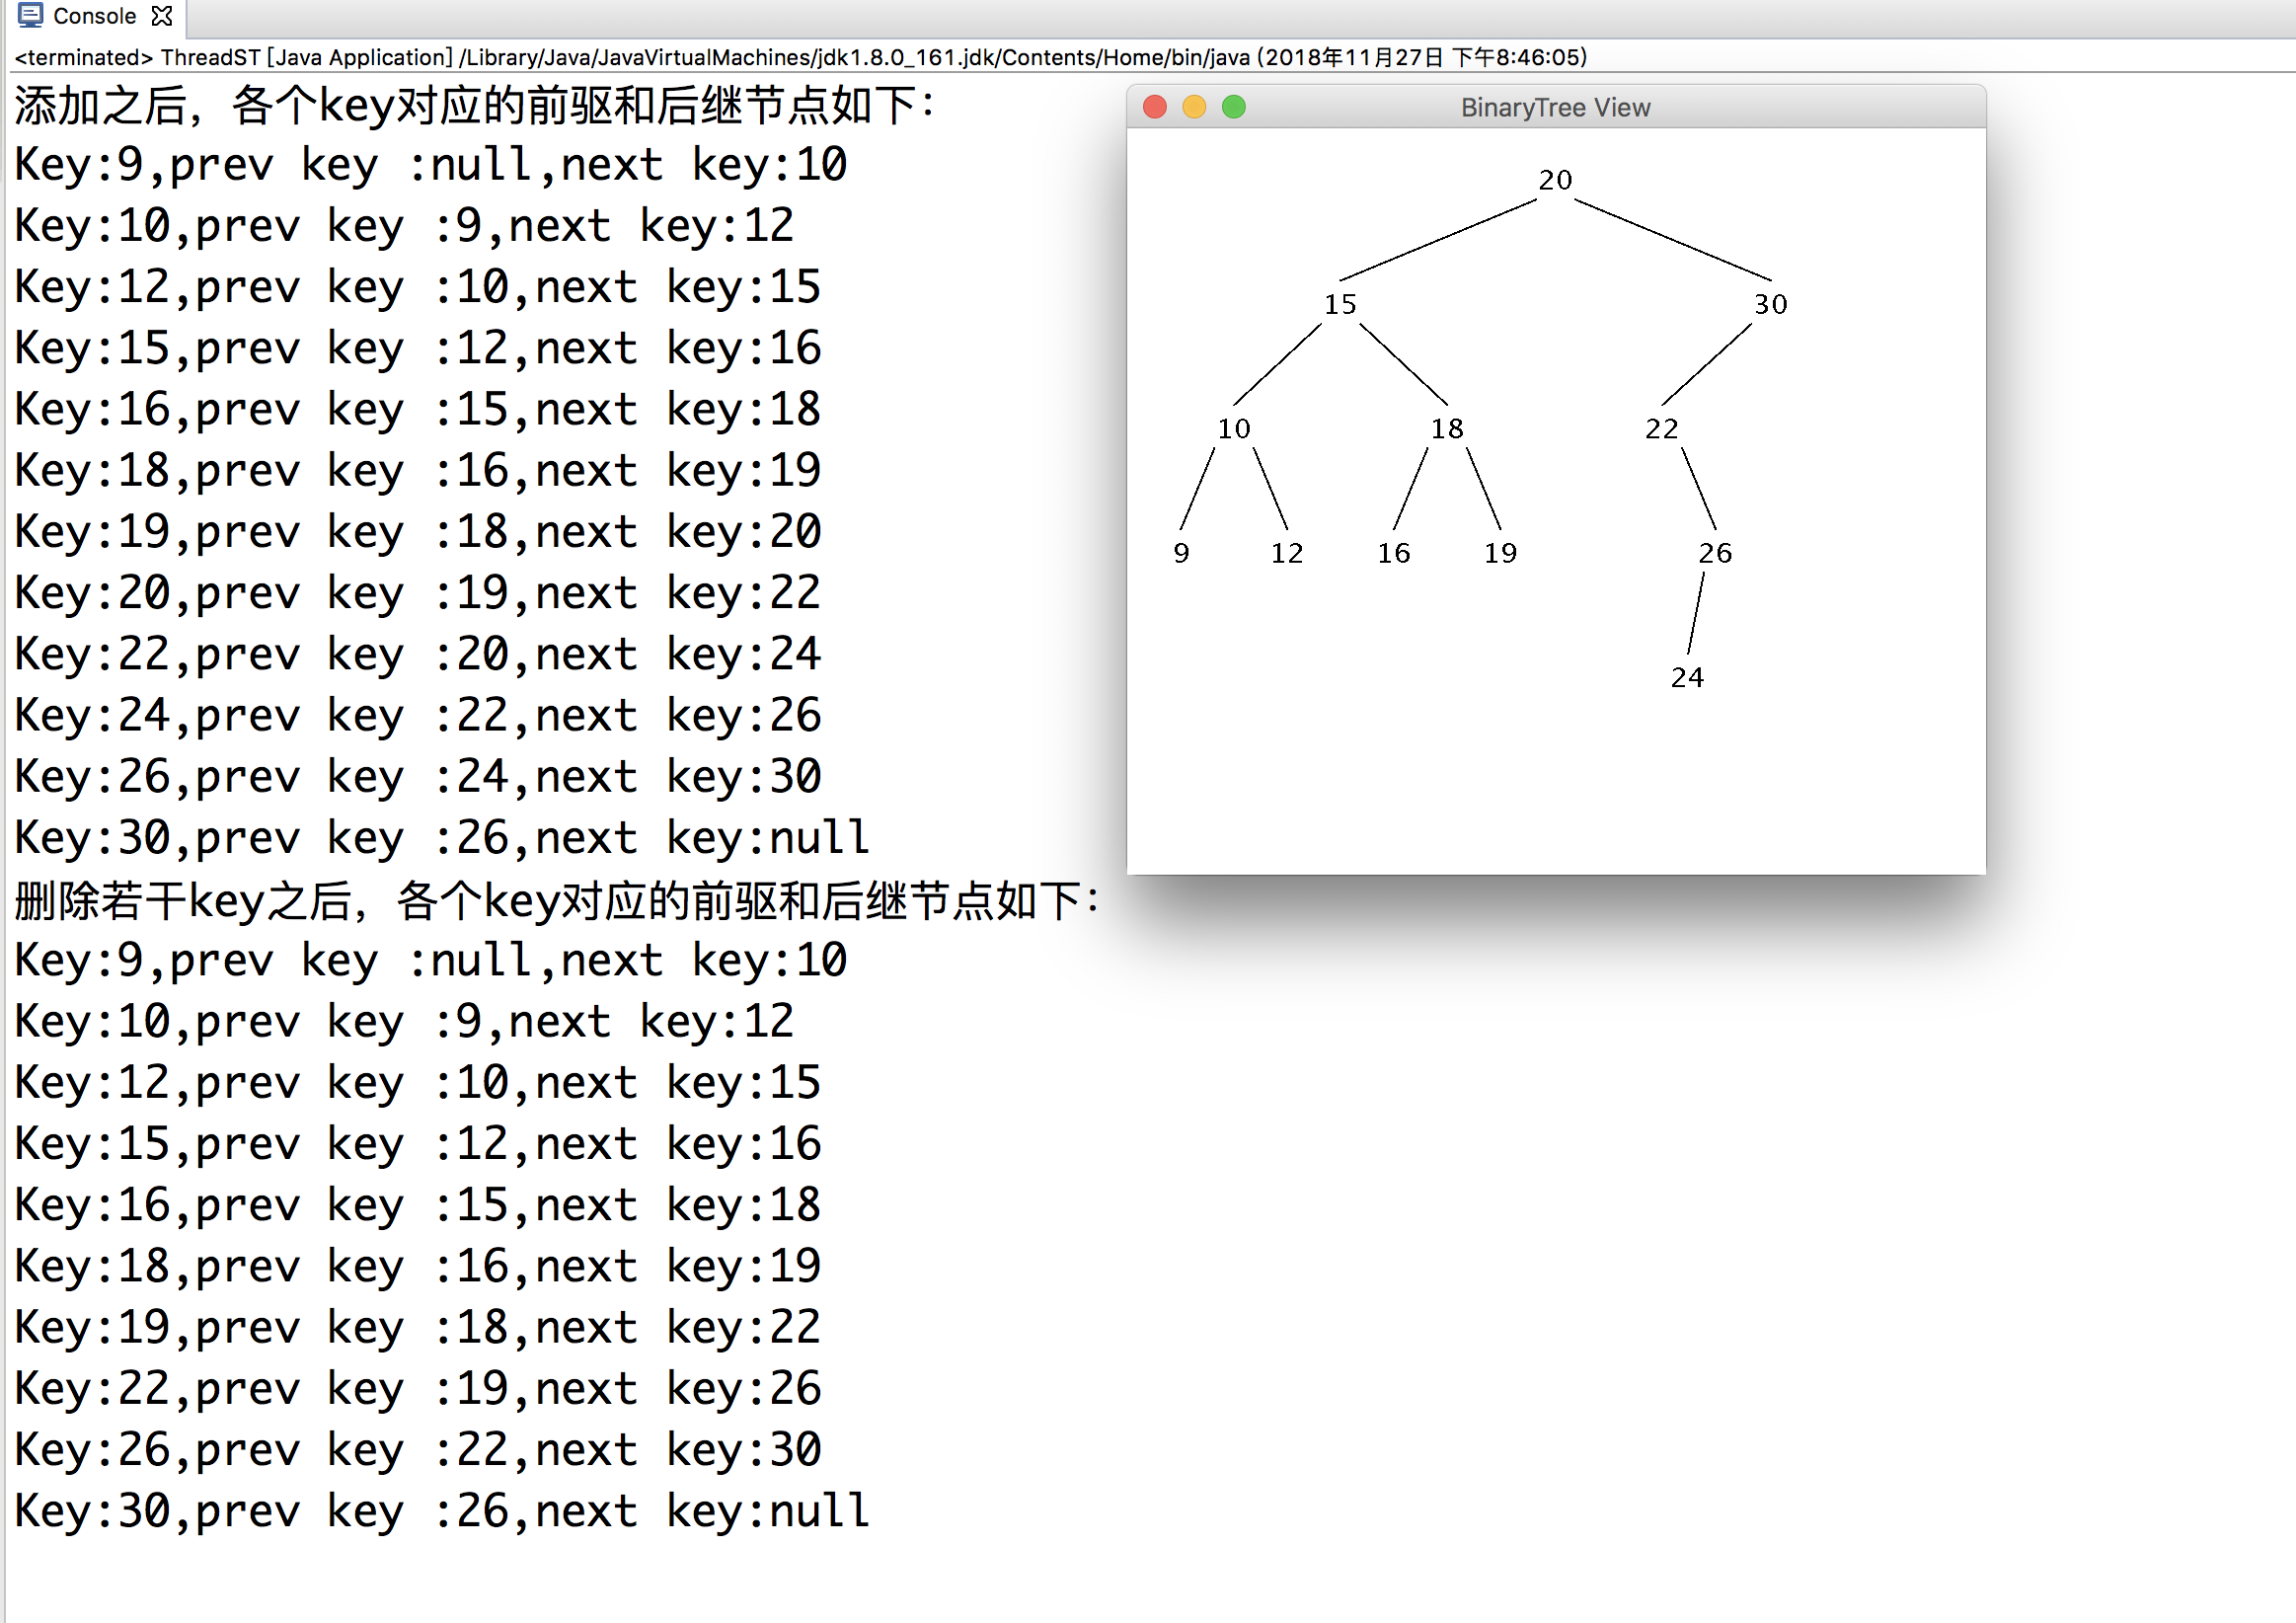 Console
<terminated> ThreadST [Java Application] /Library/Java/JavaVirtualMachines/jdk1.8.0_161.jdk/Contents/Home/bin/java (2018年11月27日 下午8:46:05)
添加之后，各个key对应的前驱和后继节点如下：
Key:9,prev key :null,next key:10
Key:10,prev key :9,next key:12
Key:12,prev key :10,next key:15
Key:15,prev key :12,next key:16
Key:16,prev key :15,next key:18
Key:18,prev key :16,next key:19
Key:19,prev key :18,next key:20
Key:20,prev key :19,next key:22
Key:22,prev key :20,next key:24
Key:24,prev key :22,next key:26
Key:26,prev key :24,next key:30
Key:30,prev key :26,next key:null
删除若干key之后，各个key对应的前驱和后继节点如下：
Key:9,prev key :null,next key:10
Key:10,prev key :9,next key:12
Key:12,prev key :10,next key:15
Key:15,prev key :12,next key:16
Key:16,prev key :15,next key:18
Key:18,prev key :16,next key:19
Key:19,prev key :18,next key:22
Key:22,prev key :19,next key:26
Key:26,prev key :22,next key:30
Key:30,prev key :26,next key:null
BinaryTree View
20
15 30
10 18 22
9 12 16 19 26
24